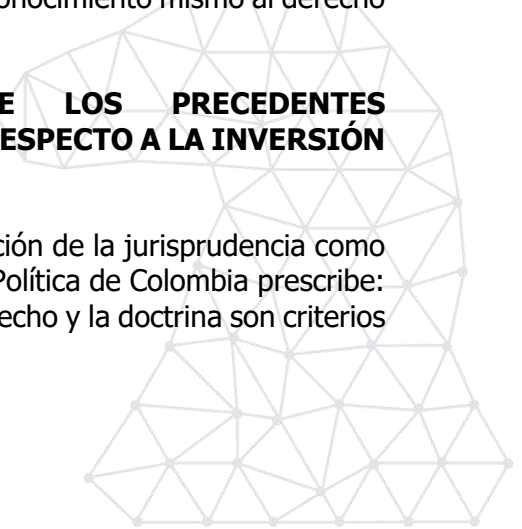 onocimiento mismo al derecho
E LOS PRECEDENTES
ESPECTO A LA INVERSIÓN
ción de la jurisprudencia como
Política de Colombia prescribe:
echo y la doctrina son criterios